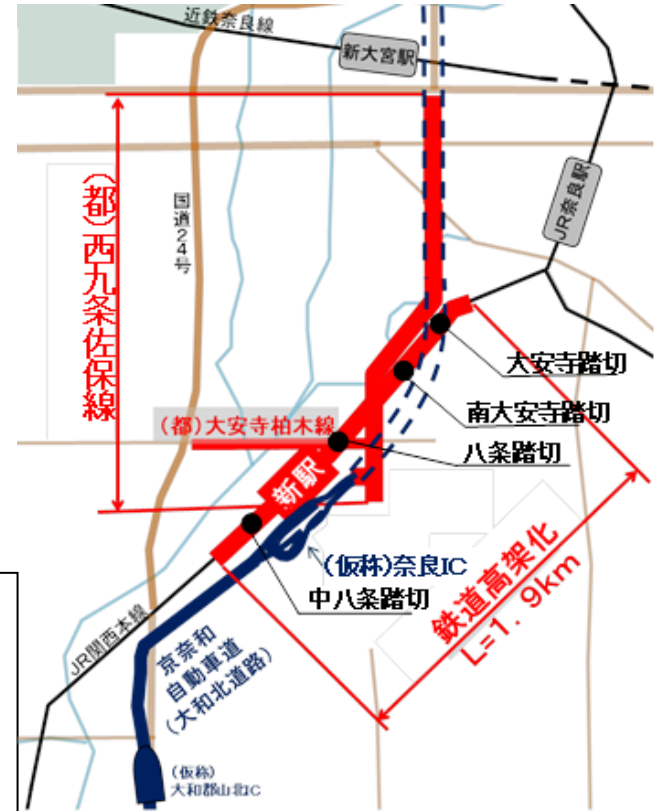 近鉄奈良線
新大宮駅
JR奈良駅
国道24号
(都)西九条佐保線
大安寺踏切
南大安寺踏切
(都)大安寺柏木線
八条踏切
新駅
(仮称)奈良IC
中八条踏切
鉄道高架化
L=1.9km
JR関西本線
京奈和
自動車道
(大和北道路)
(仮称)
大和郡山北IC